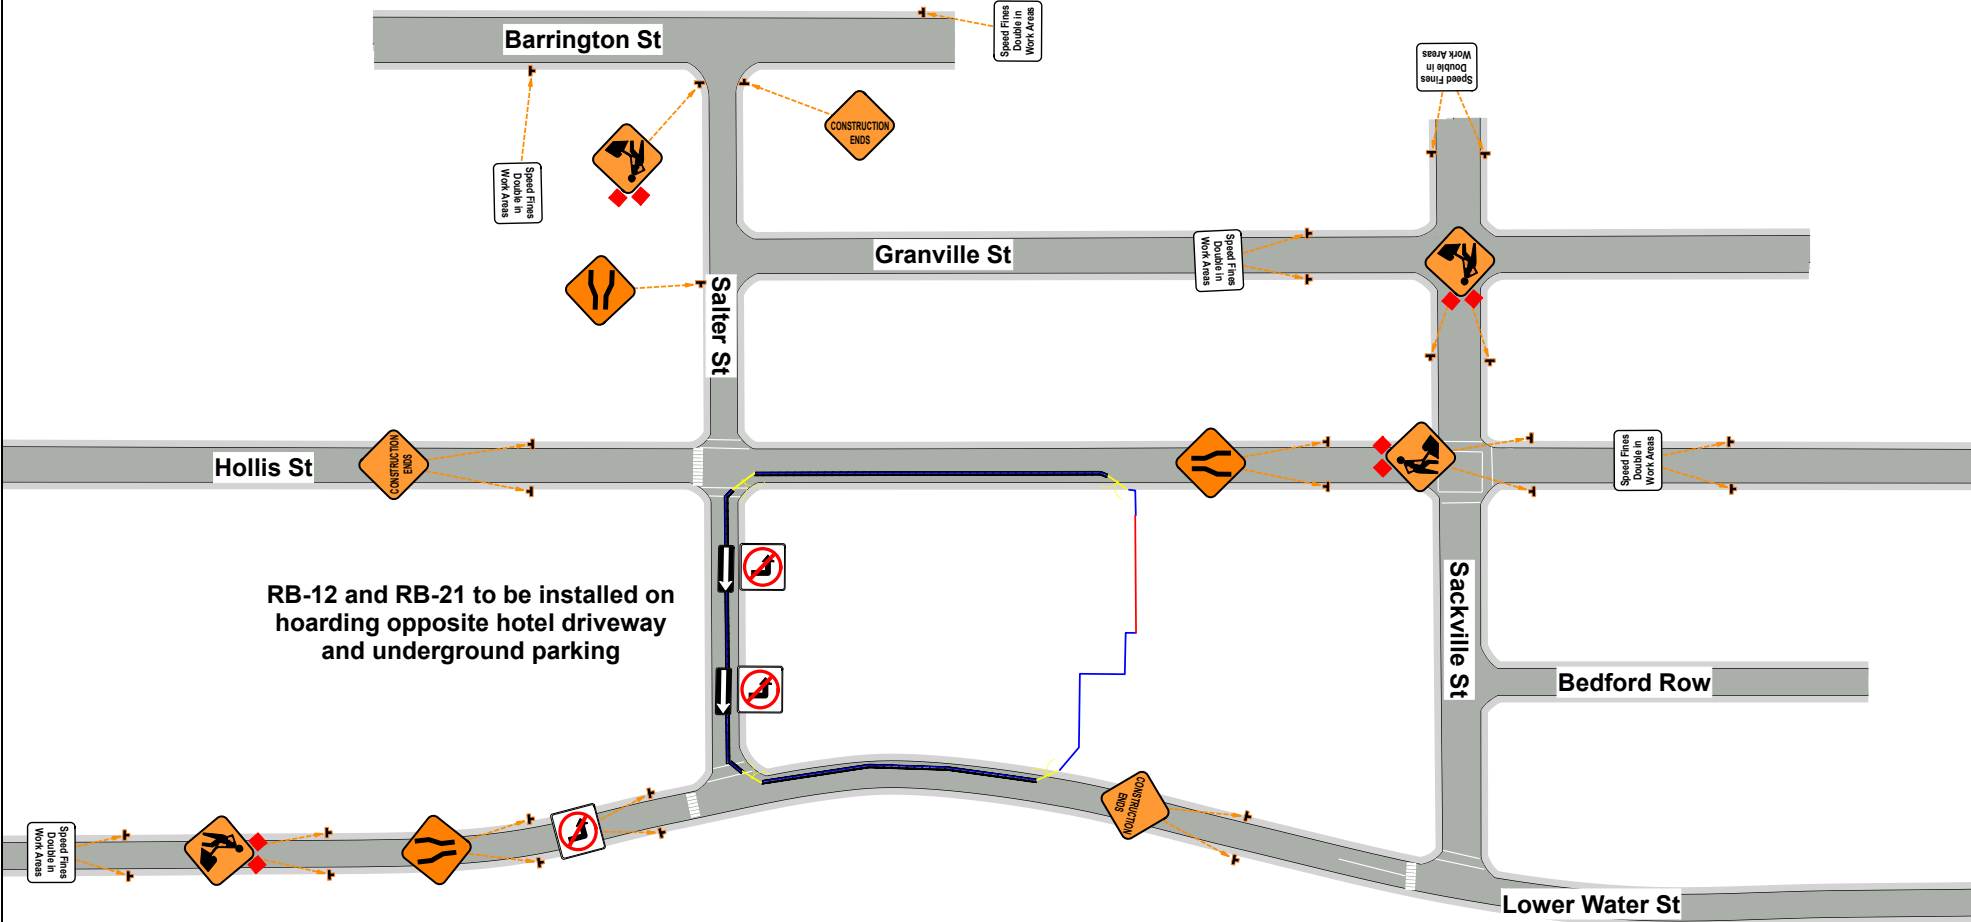 Barrington St
Speed Fines
Double in
Work Areas
Speed Fines
Double in
Work Areas
CONSTRUCTION
ENDS
Speed Fines
Double in
Work Areas
Granville St
Speed Fines
Double in
Work Areas
Salter St
Hollis St
CONSTRUCTION
ENDS
Speed Fines
Double in
Work Areas
RB-12 and RB-21 to be installed on
hoarding opposite hotel driveway
and underground parking
Sackville St
Bedford Row
CONSTRUCTION
ENDS
Speed Fines
Double in
Work Areas
Lower Water St